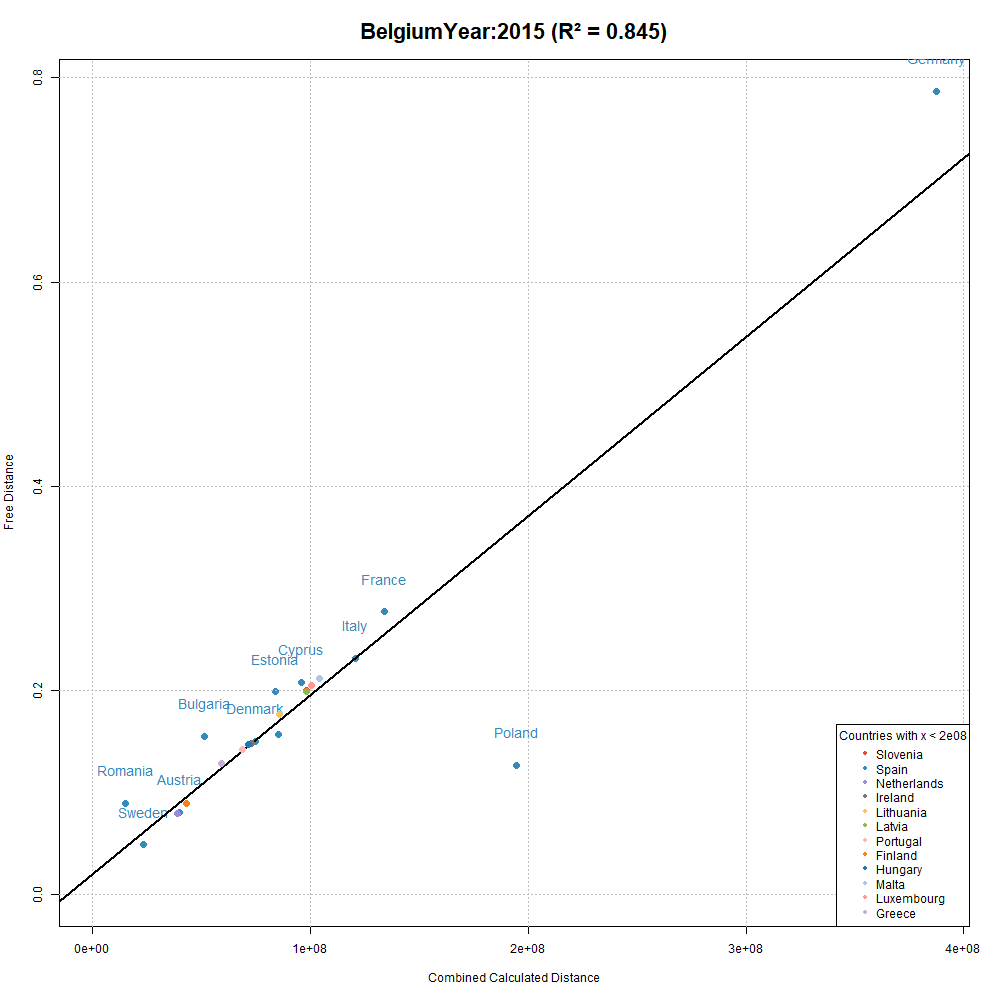 BelgiumYear:2015 (R² = 0.845)
Germany
0.8
0.6
0.4
0.2
0.0
Free Distance
France
Italy
Cyprus
Estonia
Bulgaria
Denmark
Poland
Romania
Austria
Sweden
Countries with x < 2e08
Slovenia
Spain
Netherlands
Ireland
Lithuania
Latvia
Portugal
Finland
Hungary
Malta
Luxembourg
Greece
0e+00 1e+08 2e+08 3e+08 4e+08
Combined Calculated Distance